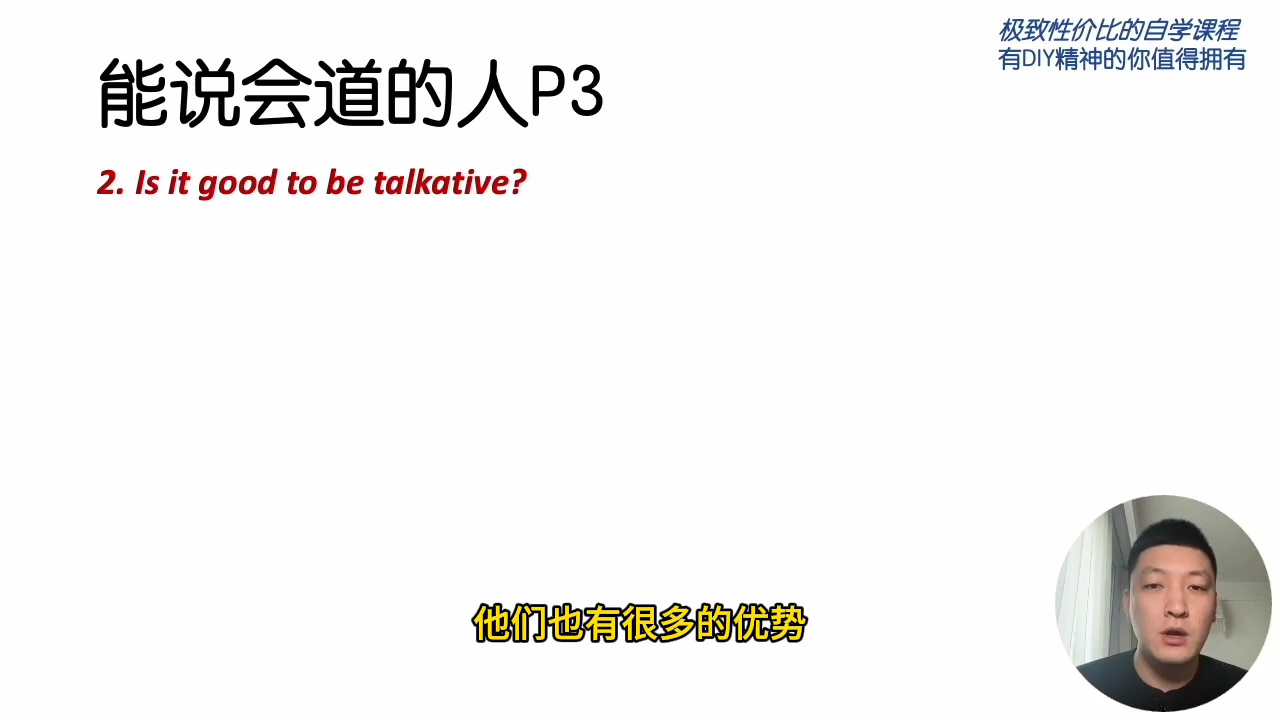 极致性价比的自学课程
有DIY精神的你值得拥有
能说会道的人P3
2. Is it good to be talkative?
他们也有很多的优势